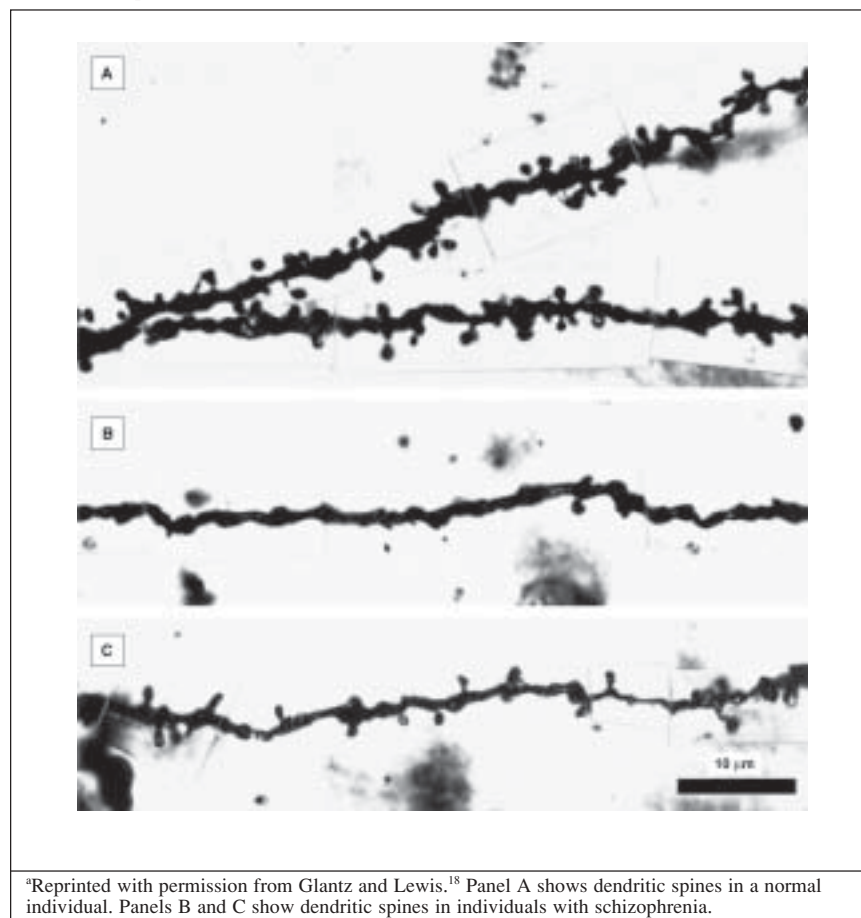 A
B
C
10 μm
ᵃReprinted with permission from Glantz and Lewis.¹⁸ Panel A shows dendritic spines in a normal
individual. Panels B and C show dendritic spines in individuals with schizophrenia.